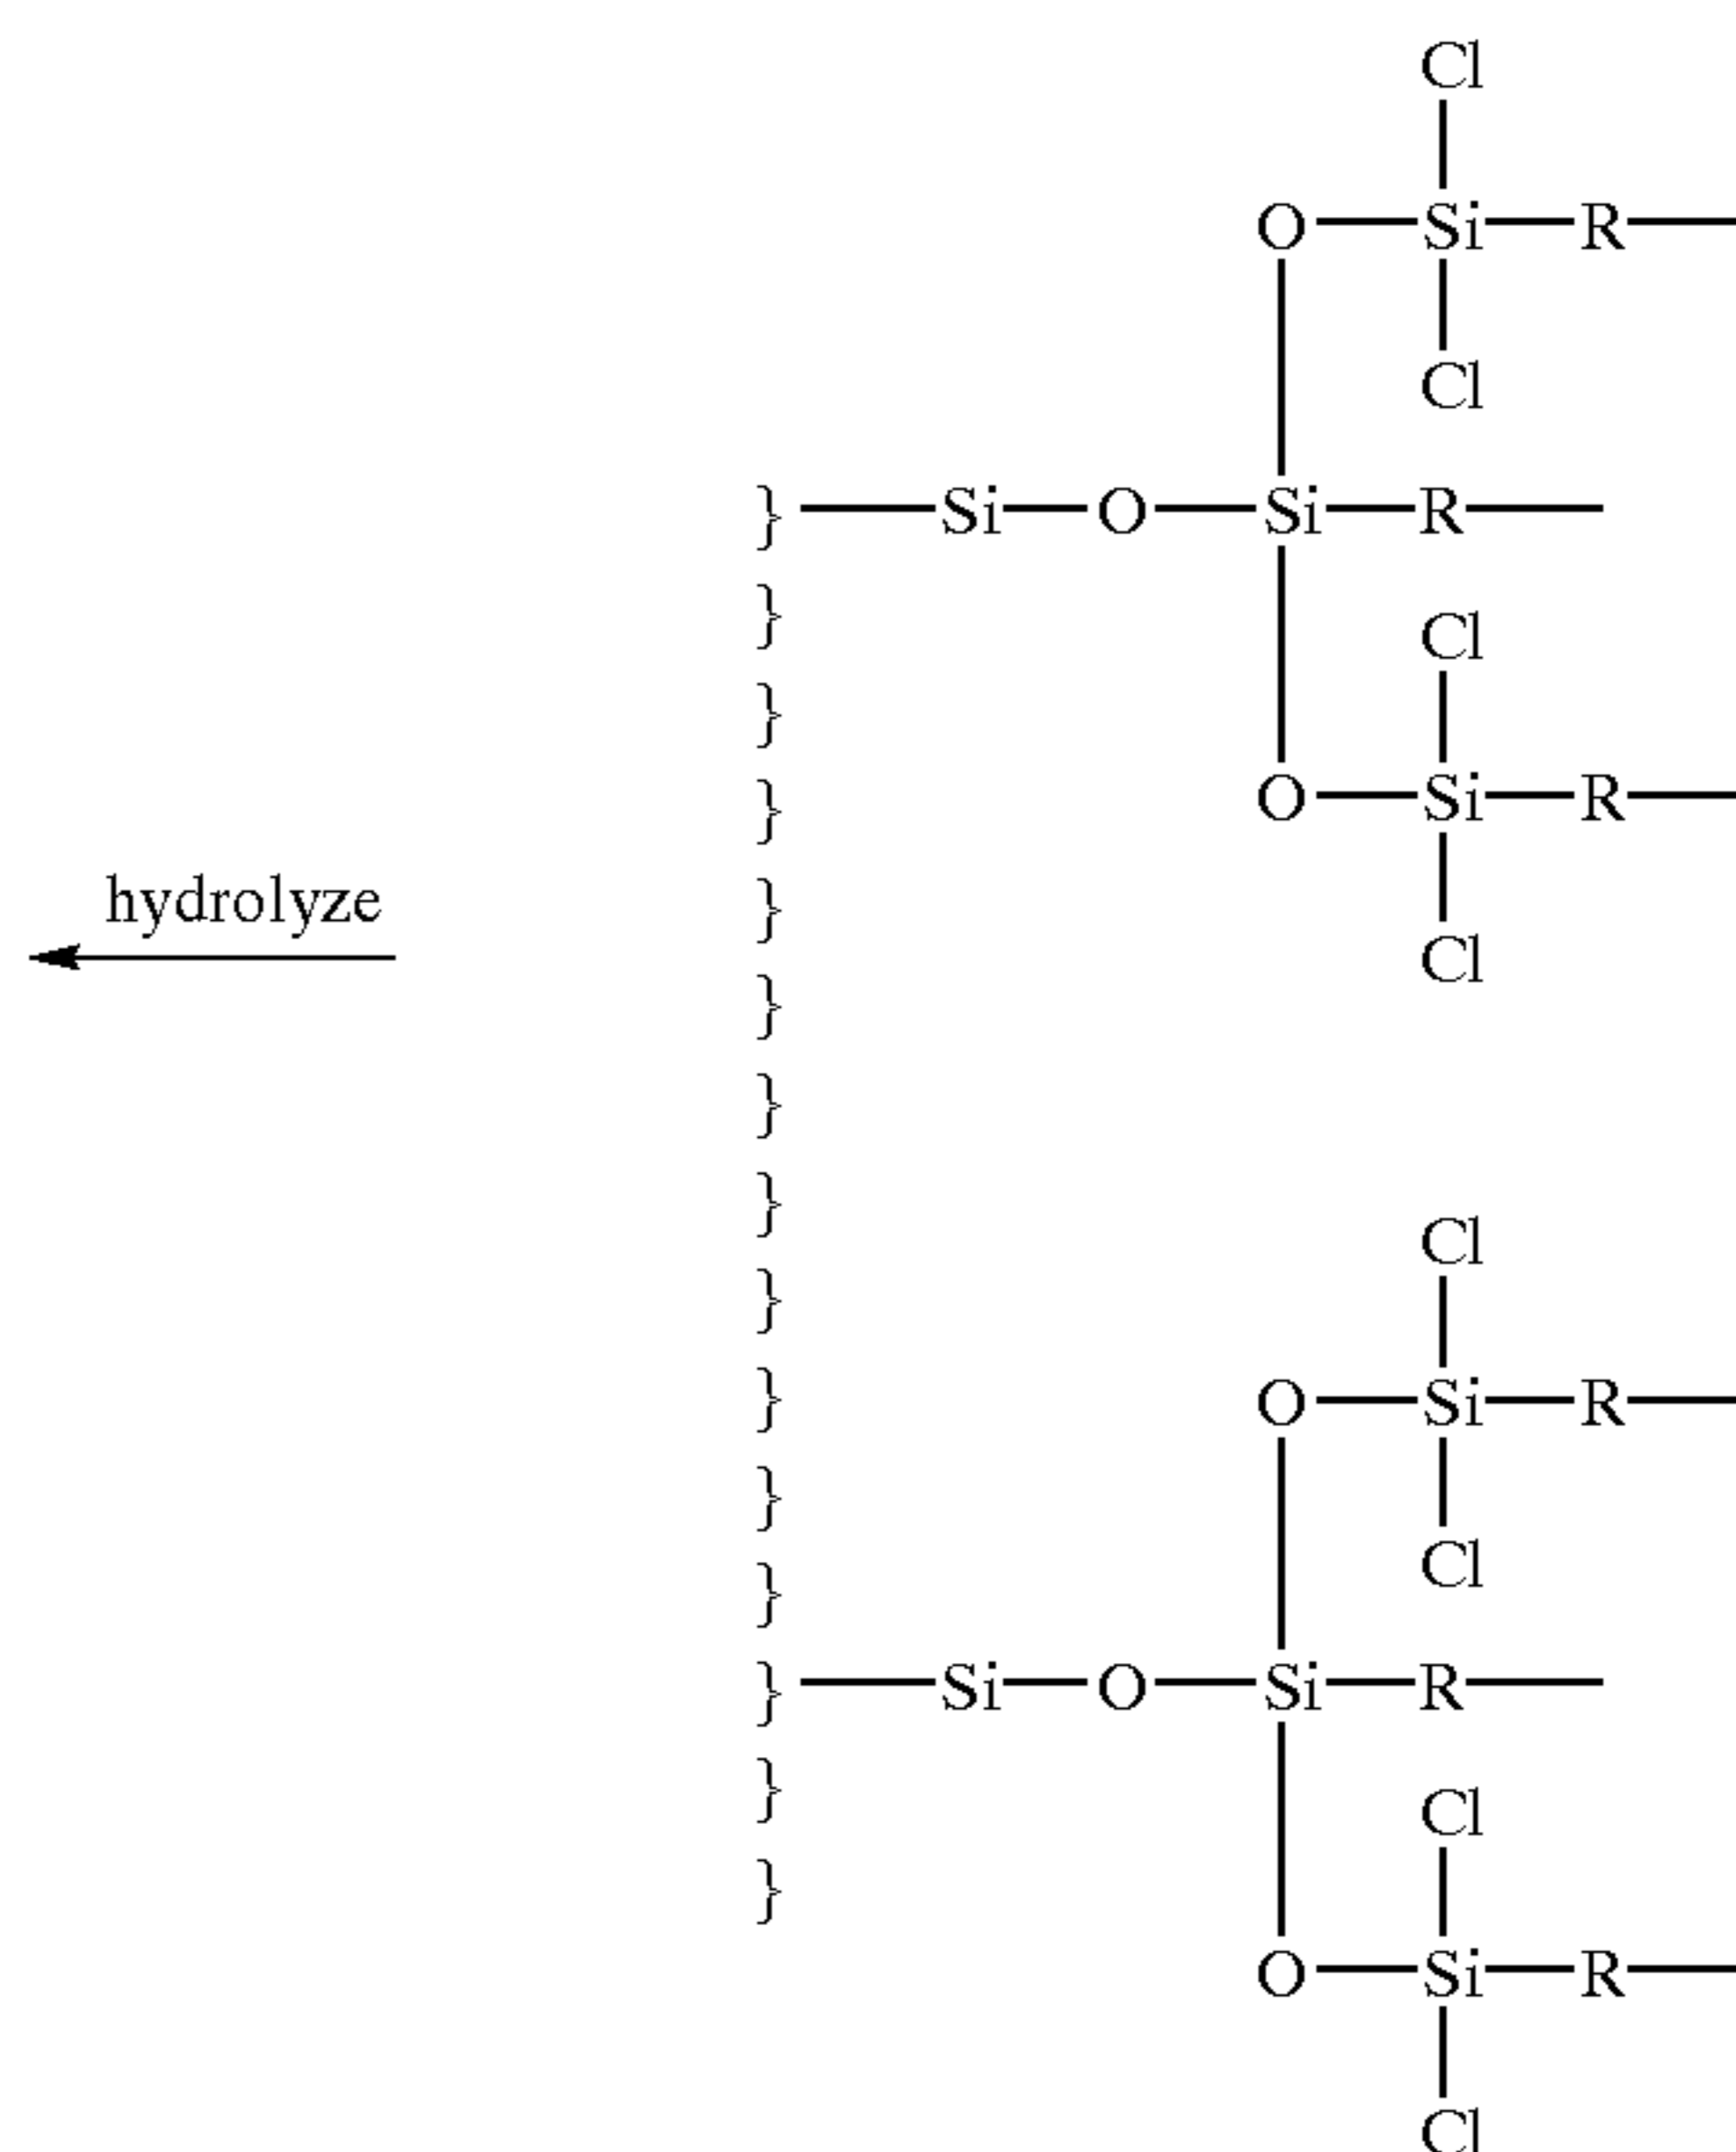 Cl
O Si R
Cl
} Si O Si R
}
Cl
}
} O Si R
hydrolyze }
Cl
}
}
}
Cl
}
} O Si R
}
Cl
}
} Si O Si R
}
Cl
}
O Si R
Cl